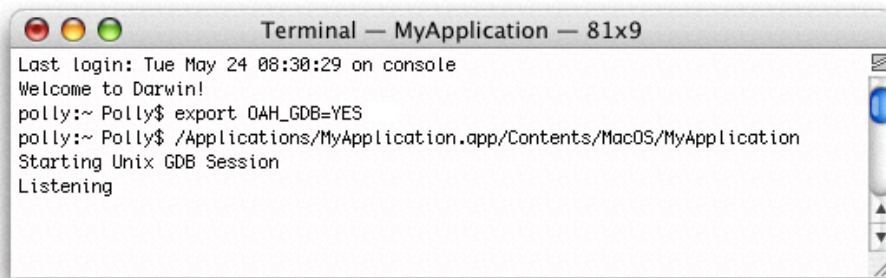 Terminal — MyApplication — 81x9
Last login: Tue May 24 08:30:29 on console
Welcome to Darwin!
polly:~ Polly$ export OAH_GDB=YES
polly:~ Polly$ /Applications/MyApplication.app/Contents/MacOS/MyApplication
Starting Unix GDB Session
Listening